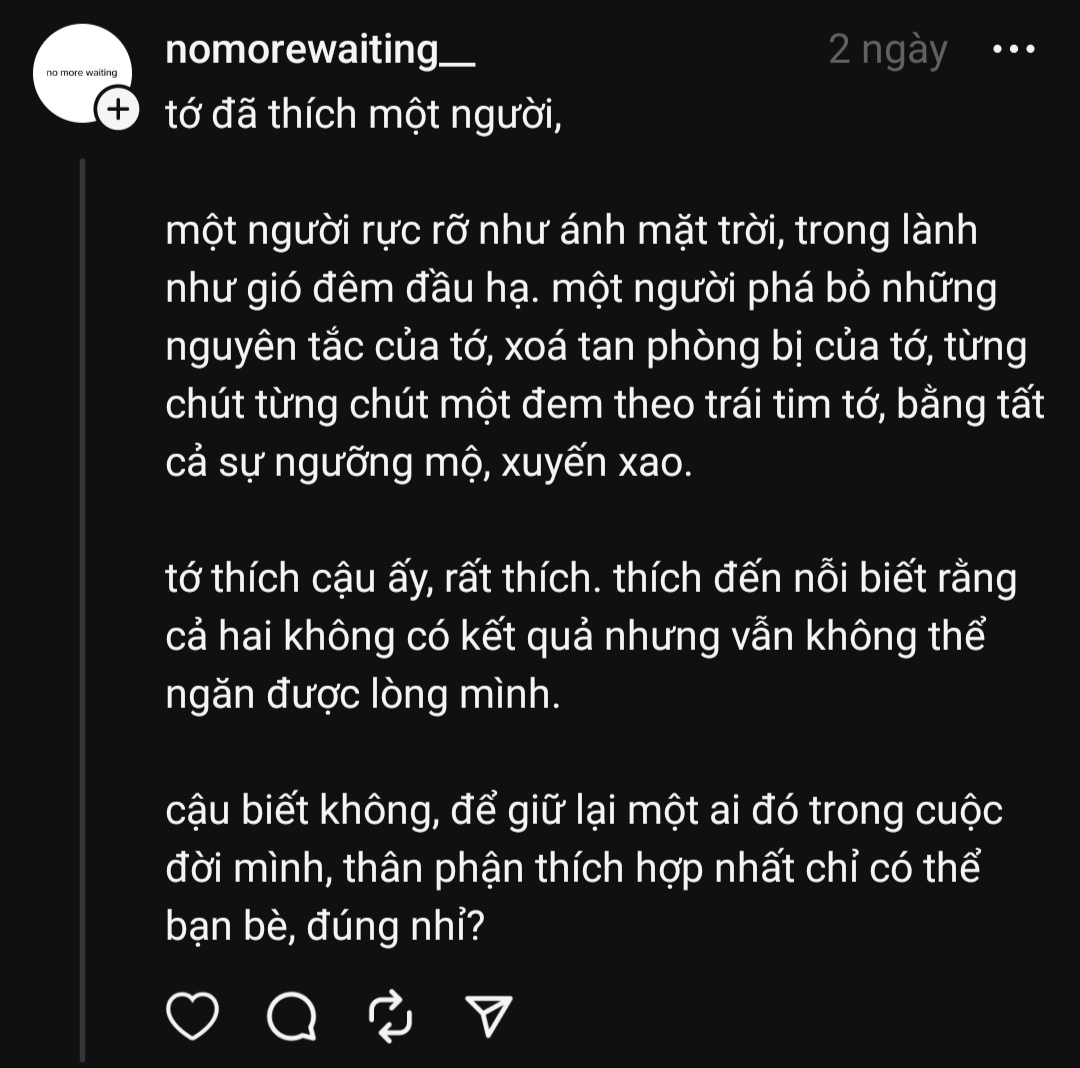 no more waiting
nomorewaiting__
2 ngày
tớ đã thích một người,
một người rực rỡ như ánh mặt trời, trong lành
như gió đêm đầu hạ. một người phá bỏ những
nguyên tắc của tớ, xoá tan phòng bị của tớ, từng
chút từng chút một đem theo trái tim tớ, bằng tất
cả sự ngưỡng mộ, xuyến xao.
tớ thích cậu ấy, rất thích. thích đến nỗi biết rằng
cả hai không có kết quả nhưng vẫn không thể
ngăn được lòng mình.
cậu biết không, để giữ lại một ai đó trong cuộc
đời mình, thân phận thích hợp nhất chỉ có thể
bạn bè, đúng nhỉ?